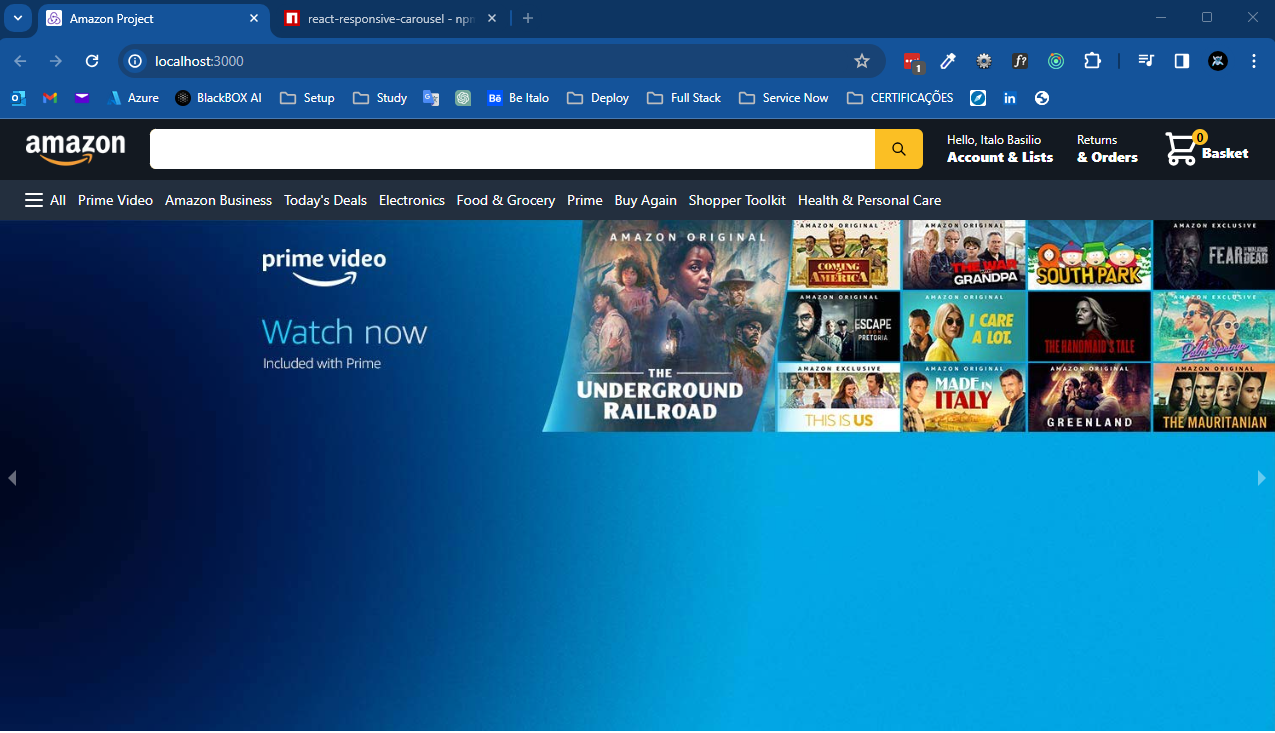 Amazon Project
react-responsive-carousel - npm
localhost:3000
1
f?
Azure
BlackBOX AI
Setup
Study
Bē Be Italo
Deploy
Full Stack
Service Now
CERTIFICAÇÕES
in
amazon
Hello, Italo Basilio
Account & Lists
Returns
& Orders
0
Basket
All Prime Video Amazon Business Today's Deals Electronics Food & Grocery Prime Buy Again Shopper Toolkit Health & Personal Care
prime video
Watch now
Included with Prime
AMAZON ORIGINAL
THE
UNDERGROUND
RAILROAD
COMING
AMERICA
AMAZON ORIGINAL
THE WAR
GRANDPA
SOUTH PARK
AMAZON EXCLUSIVE
FEAR THE WALKING DEAD
AMAZON ORIGINAL
ESCAPE
FROM
PRETORIA
AMAZON ORIGINAL
I CARE
A LOT.
THE HANDMAID'S TALE
AMAZON EXCLUSIVE
Palm Springs
AMAZON EXCLUSIVE
THIS IS US
AMAZON ORIGINAL
MADE IN
ITALY
AMAZON ORIGINAL
GREENLAND
AMAZON ORIGINAL
THE MAURITANIAN